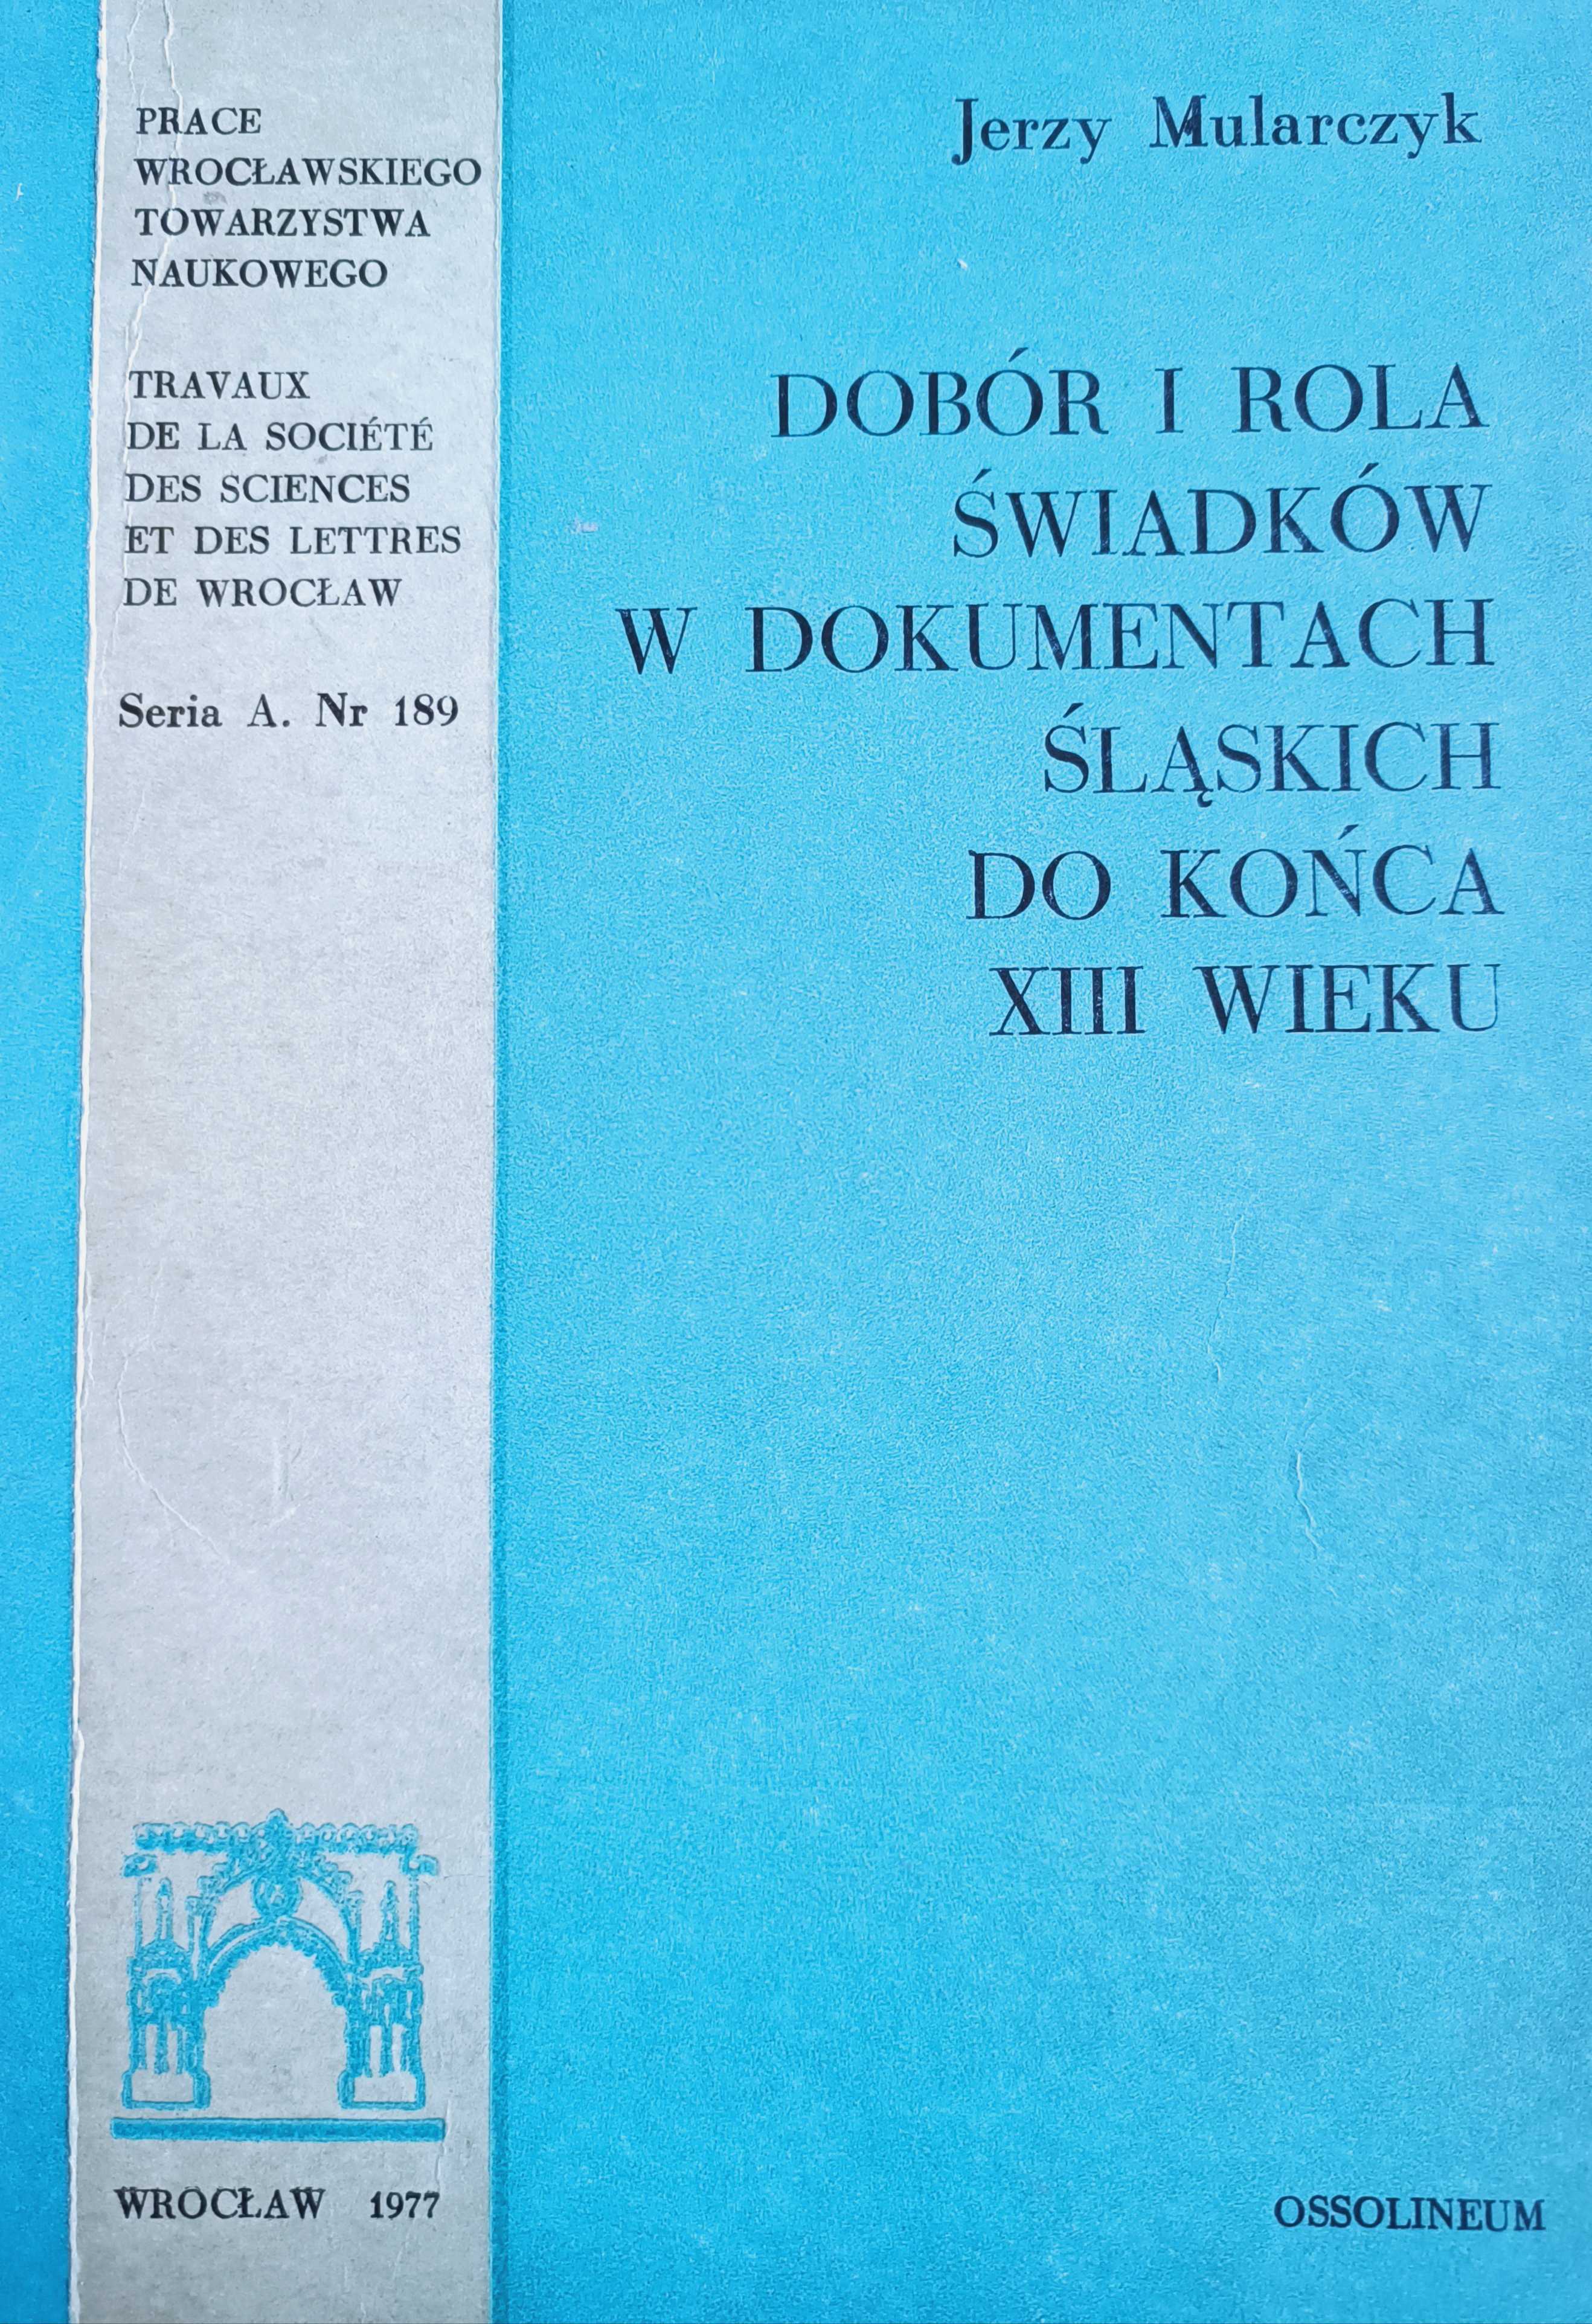 PRACE
WROCŁAWSKIEGO
TOWARZYSTWA
NAUKOWEGO
TRAVAUX
DE LA SOCIÉTÉ
DES SCIENCES
ET DES LETTRES
DE WROCŁAW
Seria A. Nr 189
WROCŁAW 1977
Jerzy Mularczyk
DOBÓR I ROLA
ŚWIADKÓW
W DOKUMENTACH
ŚLĄSKICH
DO KOŃCA
XIII WIEKU
OSSOLINEUM